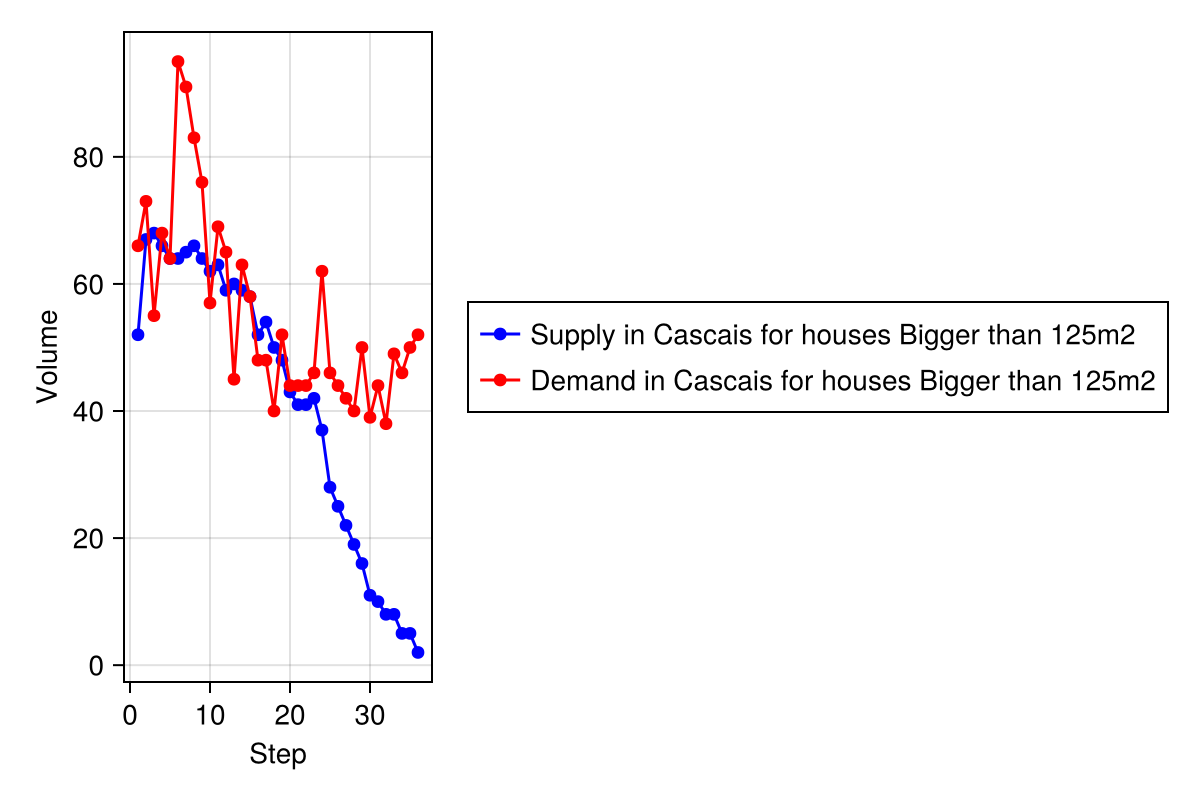 80
60
40
20
0
Volume
0 10 20 30
Step
Supply in Cascais for houses Bigger than 125m2
Demand in Cascais for houses Bigger than 125m2